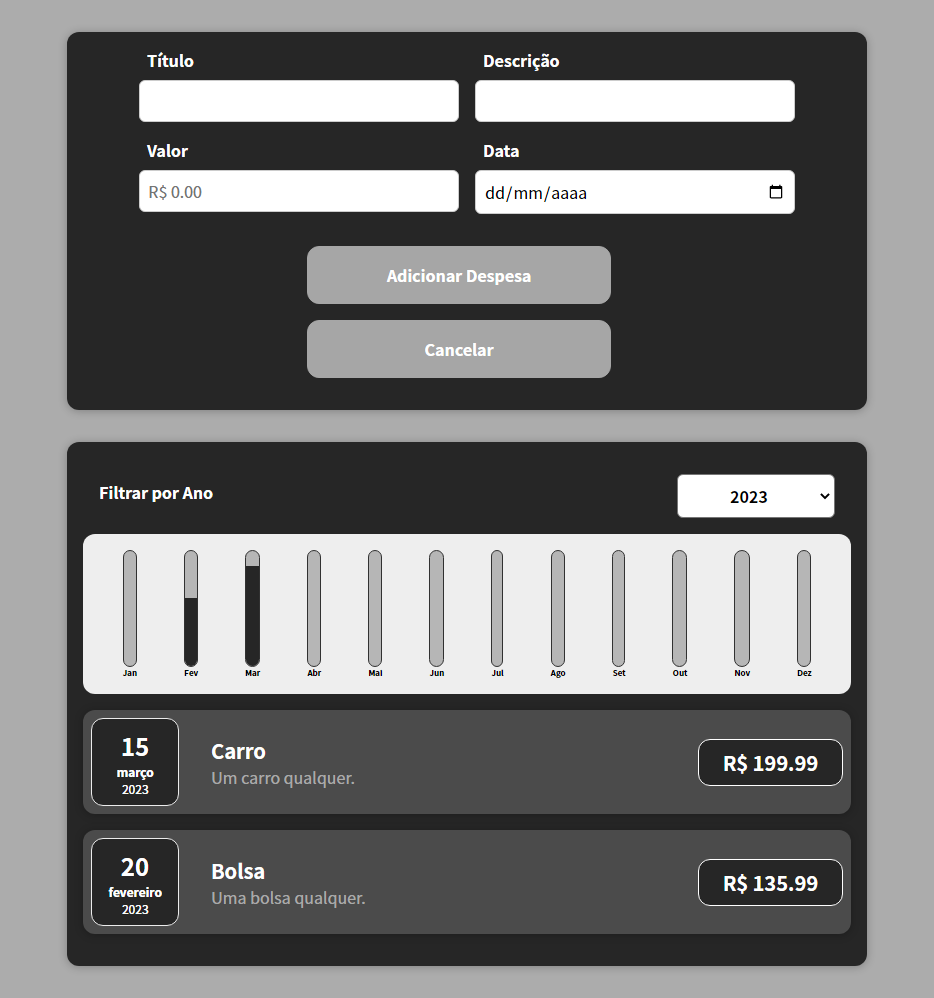 Título Descrição
Valor Data
R$ 0.00 dd/mm/aaaa
Adicionar Despesa
Cancelar
Filtrar por Ano 2023
Jan Fev Mar Abr Mai Jun Jul Ago Set Out Nov Dez
15
março
2023
Carro
Um carro qualquer.
R$ 199.99
20
fevereiro
2023
Bolsa
Uma bolsa qualquer.
R$ 135.99